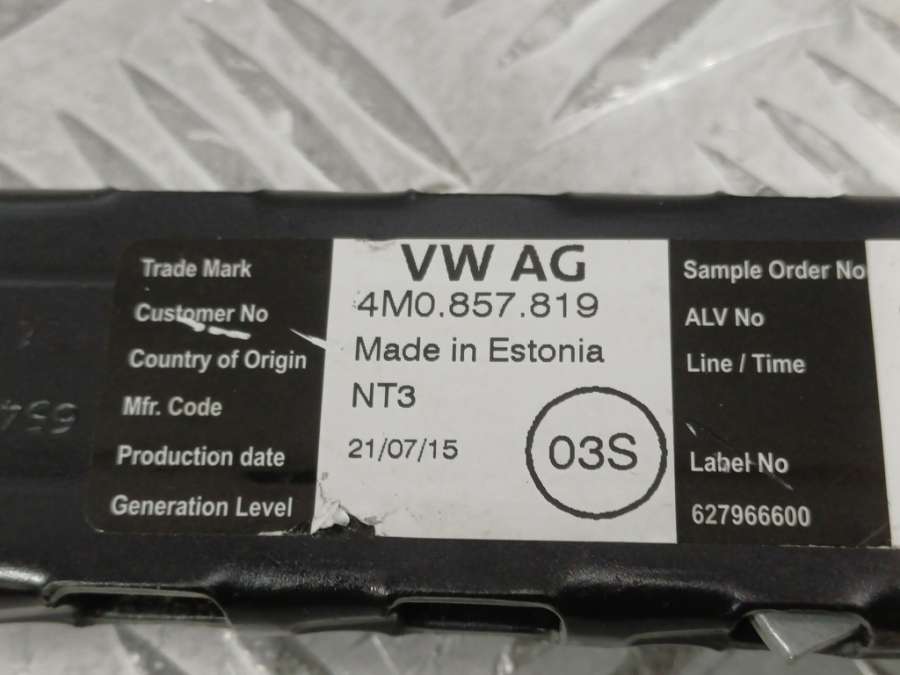 Trade Mark VW AG Sample Order No
Customer No 4M0.857.819 ALV No
Country of Origin Made in Estonia Line / Time
Mfr. Code NT3
Production date 21/07/15 03S Label No
Generation Level 627966600